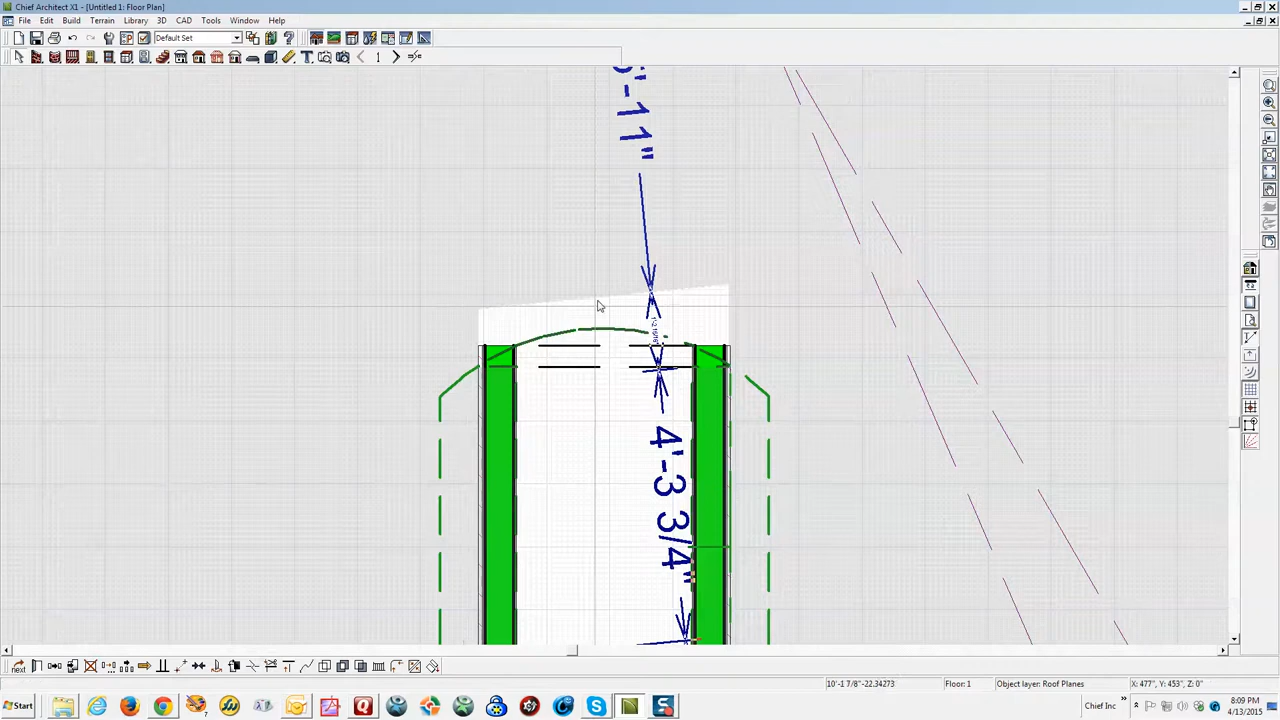 Chief Architect X1 - [Untitled 1: Floor Plan]
File Edit Build Terrain Library 3D CAD Tools Window Help
Default Set
1
5'-11"
4'-3 3/4"
next
10'-1 7/8"-22.34273
Floor: 1
Object layer: Roof Planes
X: 477", Y: 453", Z: 0"
Start
Chief Inc
8:09 PM
4/13/2015